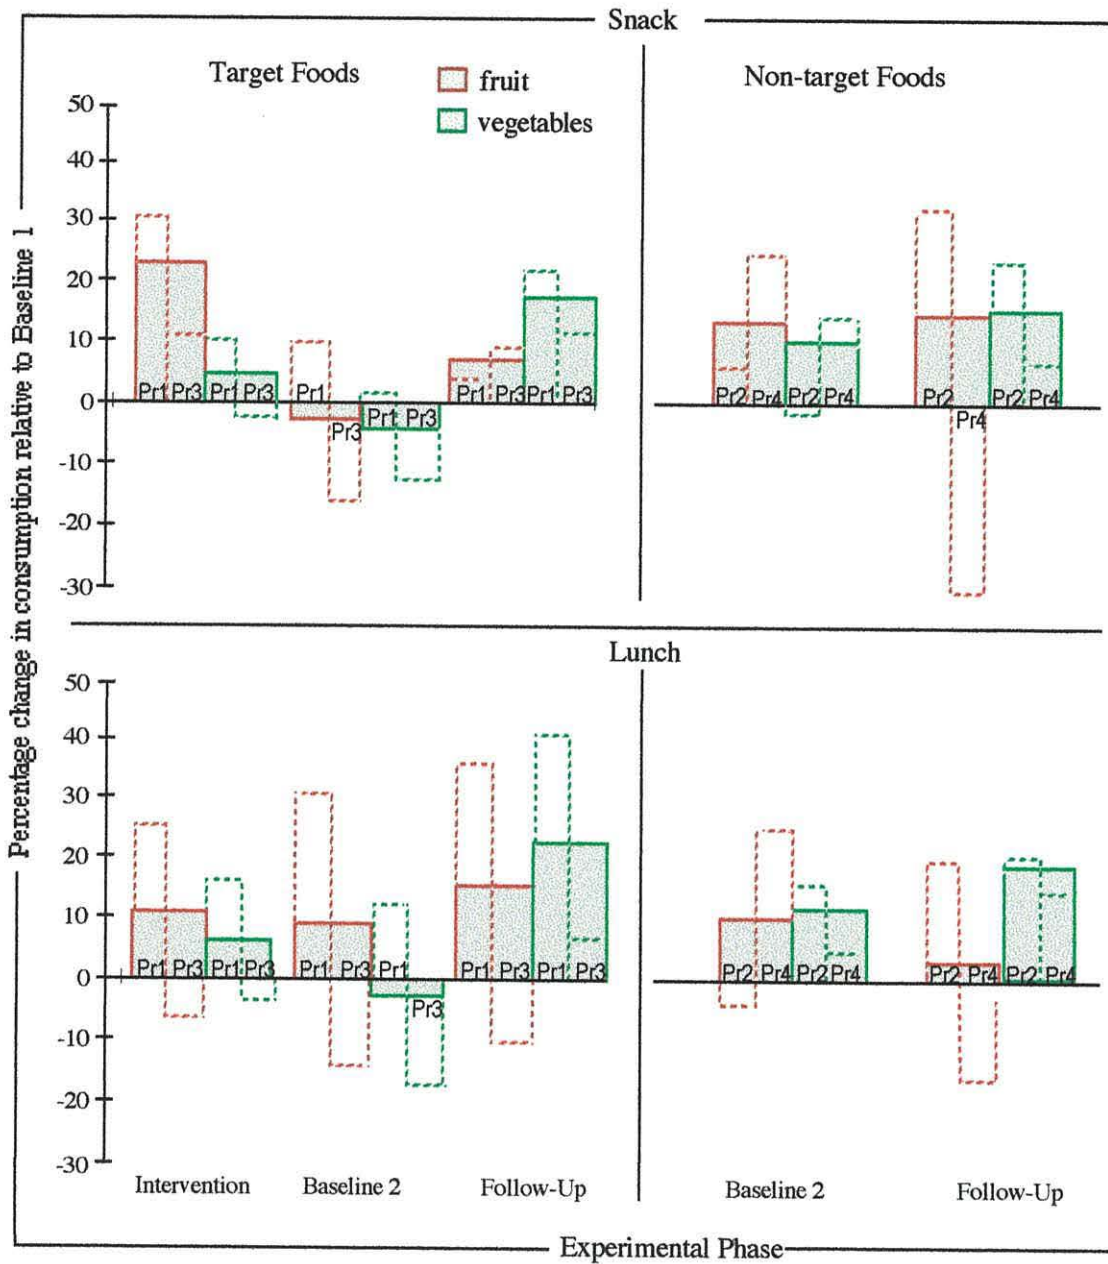 Snack
Target Foods
fruit
vegetables
Non-target Foods
50
40
30
20
10
0
-10
-20
-30
Pr1 Pr3 Pr1 Pr3
Pr1
Pr3
Pr1 Pr3
Pr1 Pr3 Pr1 Pr3
Pr2 Pr4 Pr2 Pr4
Pr2
Pr4
Pr2 Pr4
Percentage change in consumption relative to Baseline 1
Lunch
50
40
30
20
10
0
-10
-20
-30
Pr1 Pr3 Pr1 Pr3
Pr1 Pr3 Pr1
Pr3
Pr1 Pr3 Pr1 Pr3
Pr2 Pr4 Pr2 Pr4
Pr2 Pr4 Pr2 Pr4
Intervention
Baseline 2
Follow-Up
Baseline 2
Follow-Up
Experimental Phase